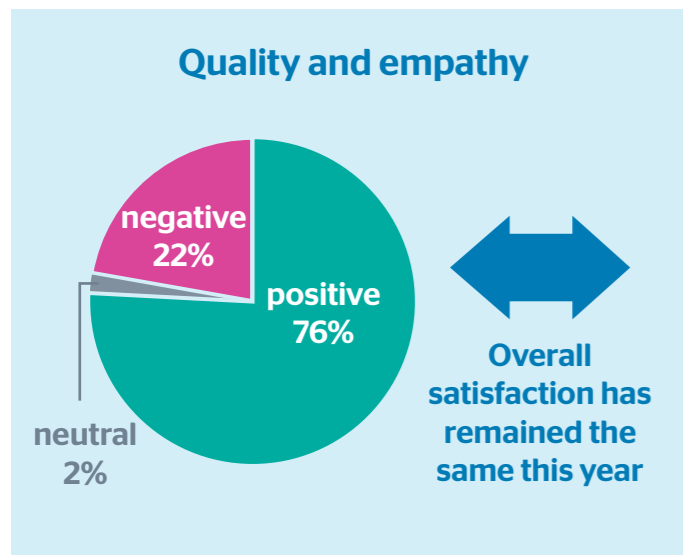 Quality and empathy
negative
22%
positive
76%
neutral
2%
Overall
satisfaction has
remained the
same this year